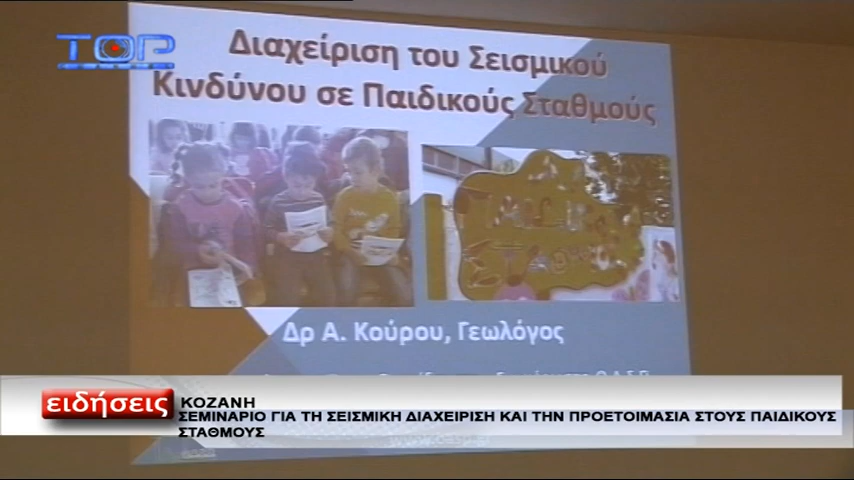 TOP
Διαχείριση του Σεισμικού
Κινδύνου σε Παιδικούς Σταθμούς
Δρ Α. Κούρου, Γεωλόγος
ειδήσεις
ΚΟΖΑΝΗ
ΣΕΜΙΝΑΡΙΟ ΓΙΑ ΤΗ ΣΕΙΣΜΙΚΗ ΔΙΑΧΕΙΡΙΣΗ ΚΑΙ ΤΗΝ ΠΡΟΕΤΟΙΜΑΣΙΑ ΣΤΟΥΣ ΠΑΙΔΙΚΟΥΣ
ΣΤΑΘΜΟΥΣ